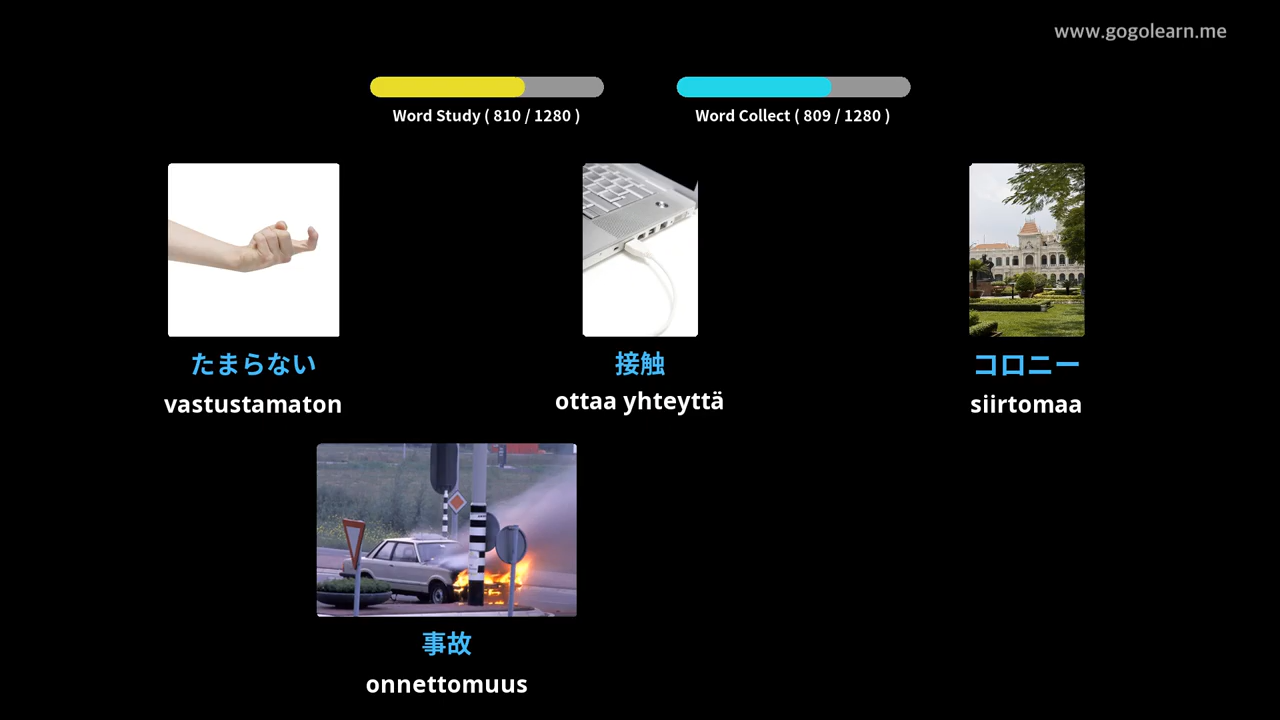 www.gogolearn.me
Word Study ( 810 / 1280 )
Word Collect ( 809 / 1280 )
たまらない
接触
コロニー
vastustamaton
ottaa yhteyttä
siirtomaa
事故
onnettomuus